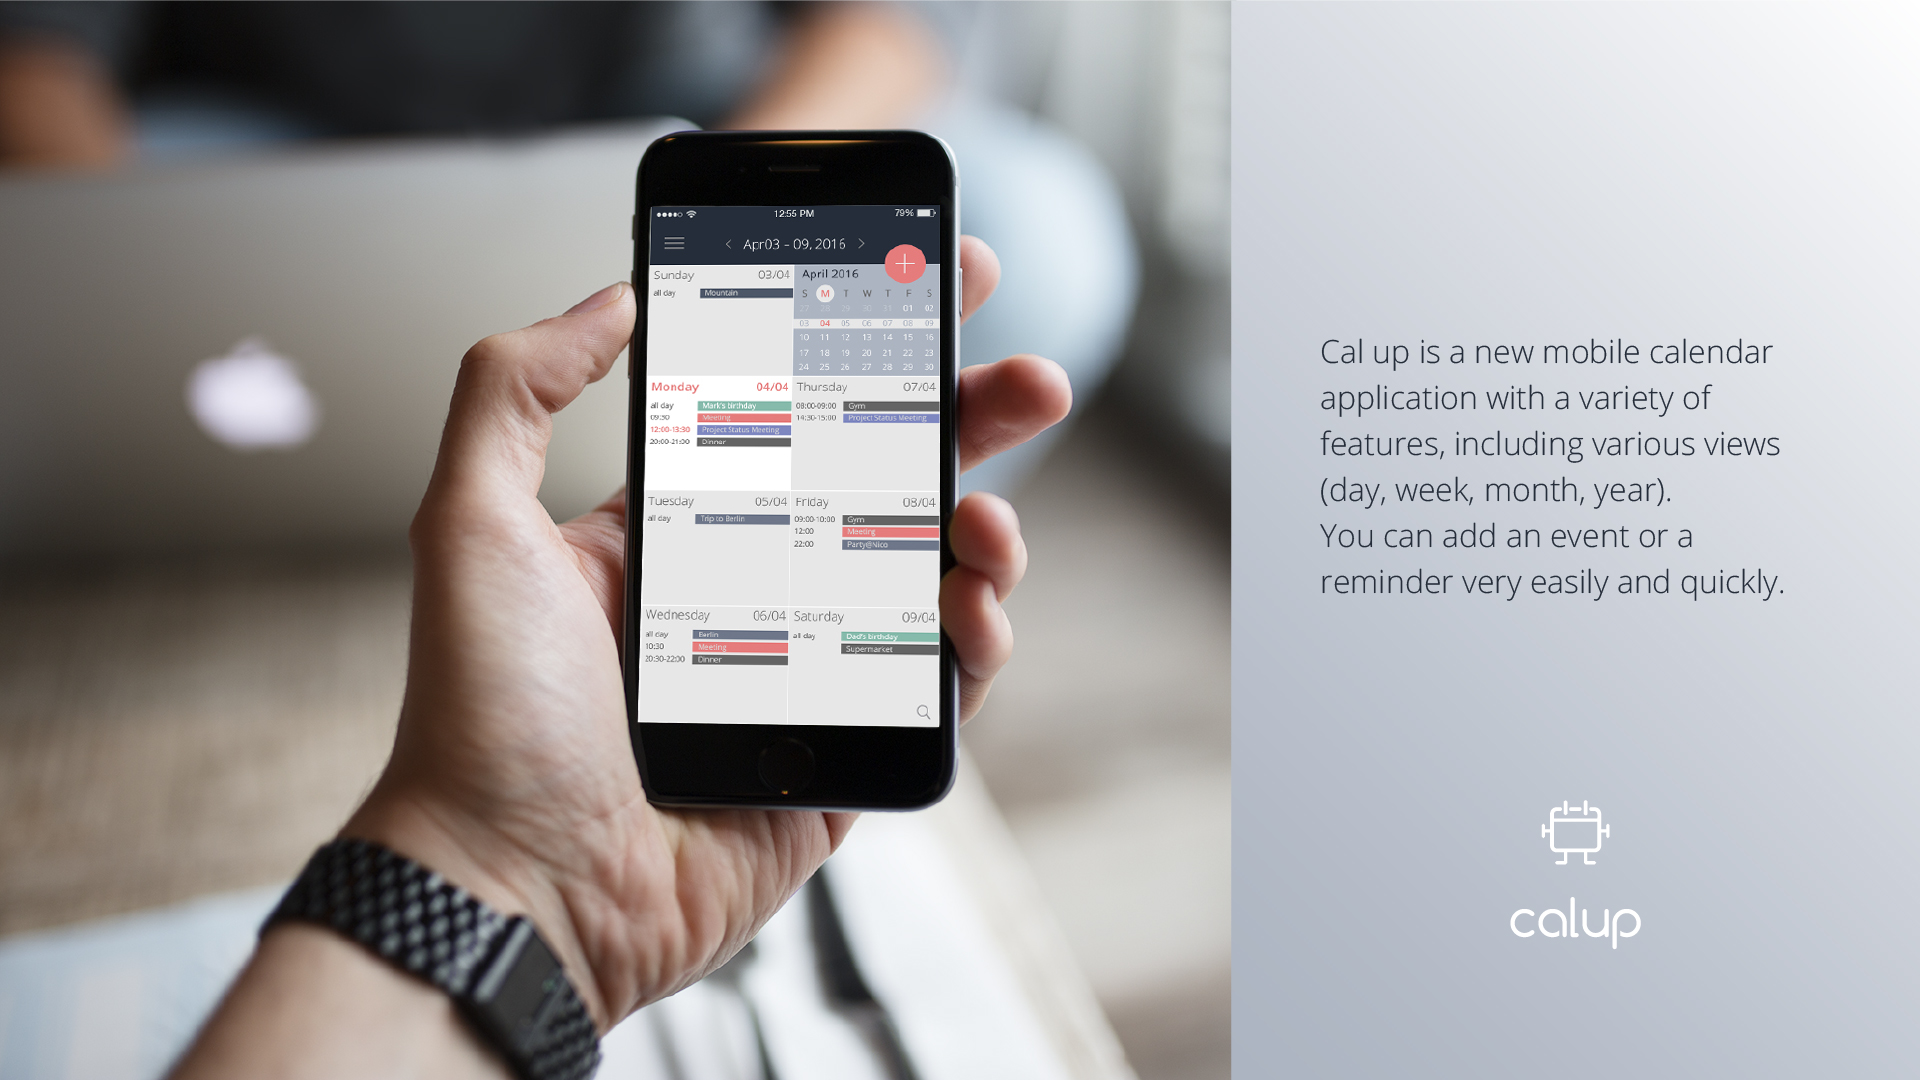 12:55 PM
79%
Apr03 - 09, 2016
Sunday 03/04
all day Mountain
April 2016
S M T W T F S
27 28 29 30 31 01 02
03 04 05 06 07 08 09
10 11 12 13 14 15 16
17 18 19 20 21 22 23
24 25 26 27 28 29 30
Monday 04/04
all day Mark's birthday
09:30 Meeting
12:00-13:30 Project Status Meeting
20:00-21:00 Dinner
Thursday 07/04
08:00-09:00 Gym
14:30-15:00 Project Status Meeting
Tuesday 05/04
all day Trip to Berlin
Friday 08/04
09:00-10:00 Gym
12:00 Meeting
22:00 Party@Nico
Wednesday 06/04
all day Berlin
10:30 Meeting
20:30-22:00 Dinner
Saturday 09/04
all day Dad's birthday
Supermarket
Cal up is a new mobile calendar
application with a variety of
features, including various views
(day, week, month, year).
You can add an event or a
reminder very easily and quickly.
calup